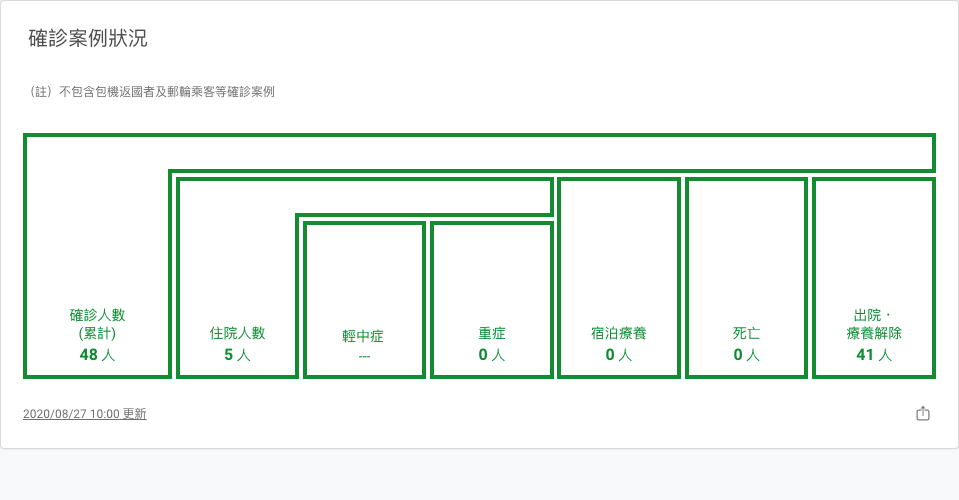 確診案例狀況
（註）不包含包機返國者及郵輪乘客等確診案例
確診人數
(累計)
48 人
住院人數
5 人
輕中症
---
重症
0 人
宿泊療養
0 人
死亡
0 人
出院・
療養解除
41 人
2020/08/27 10:00 更新